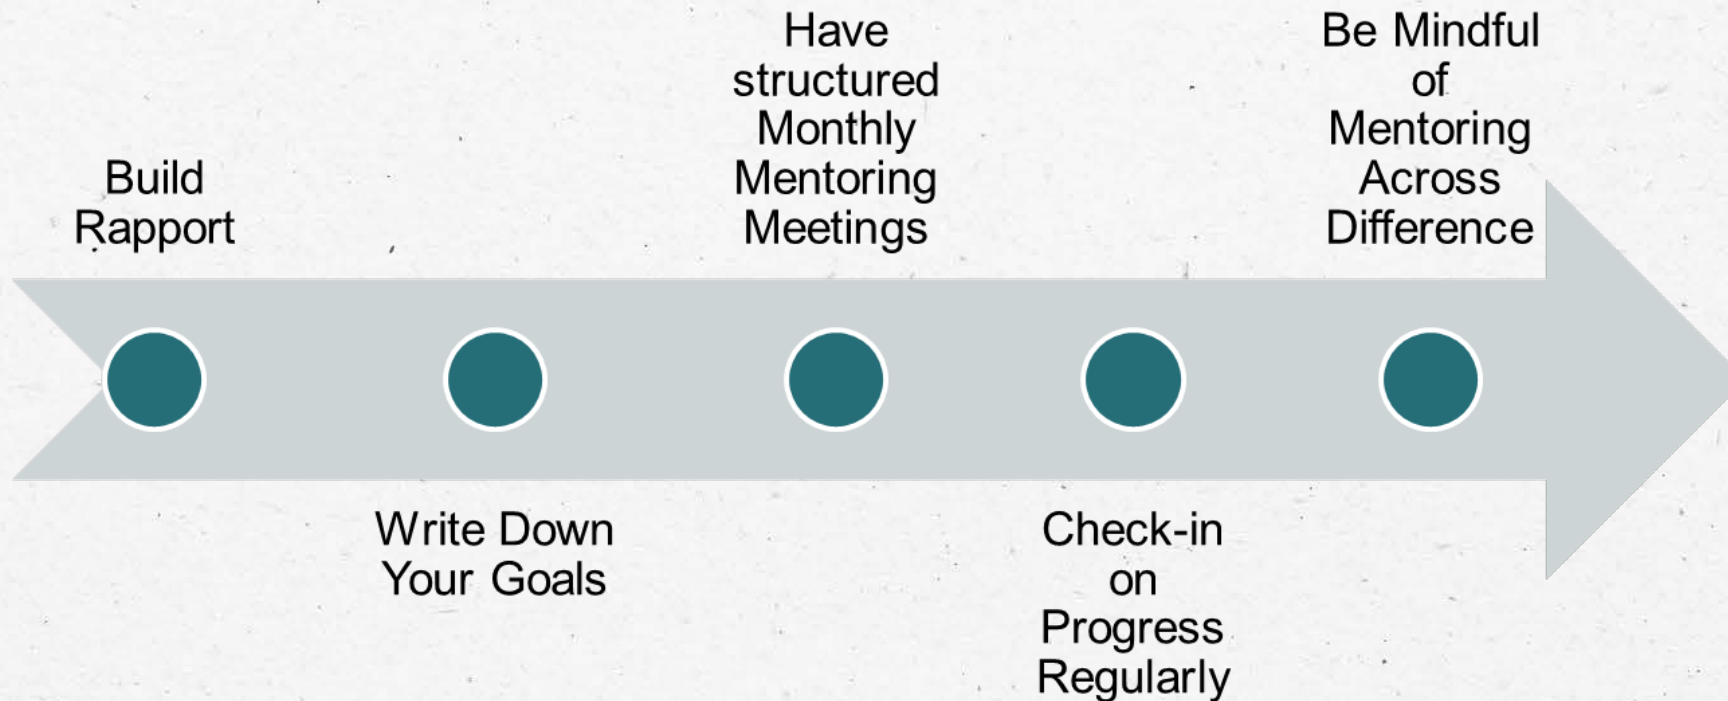 Build
Rapport
Write Down
Your Goals
Have
structured
Monthly
Mentoring
Meetings
Check-in
on
Progress
Regularly
Be Mindful
of
Mentoring
Across
Difference